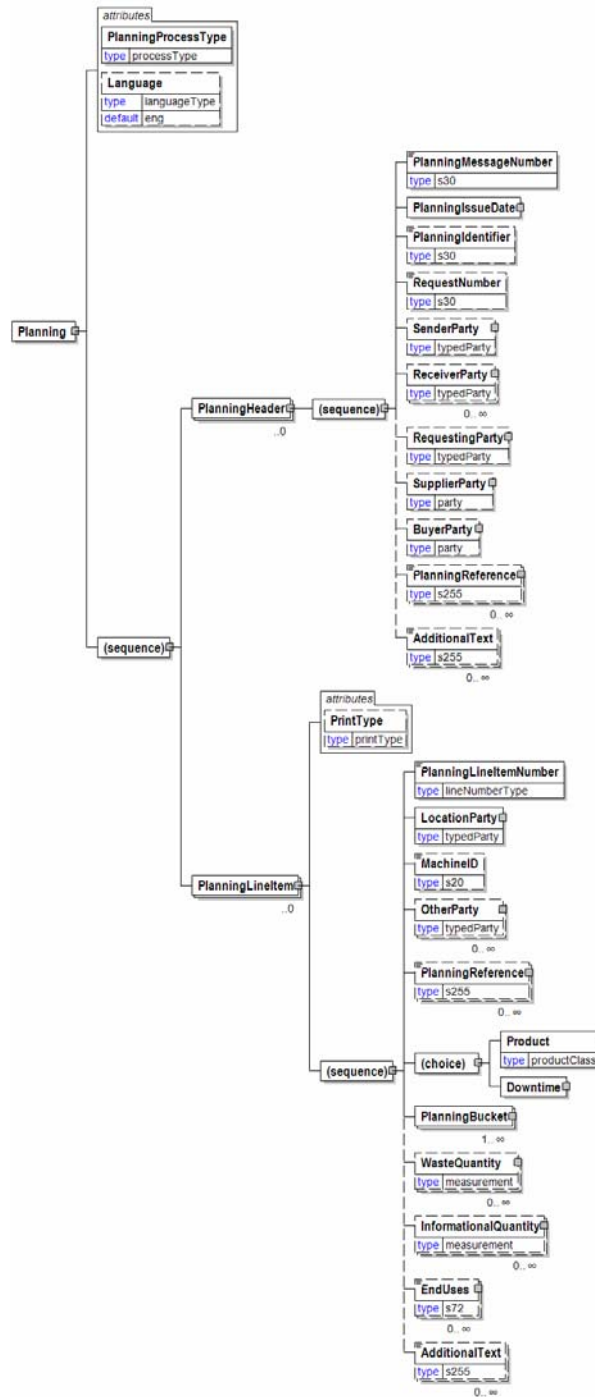 attributes
PlanningProcessType
type processType
Language
type languageType
default eng
PlanningMessageNumber
type s30
PlanningIssueDate
PlanningIdentifier
type s30
RequestNumber
type s30
SenderParty
type typedParty
ReceiverParty
type typedParty
0.. ∞
Planning
PlanningHeader
..0
(sequence)
RequestingParty
type typedParty
SupplierParty
type party
BuyerParty
type party
PlanningReference
type s255
0.. ∞
(sequence)
AdditionalText
type s255
0.. ∞
attributes
PrintType
type printType
PlanningLineItemNumber
type lineNumberType
LocationParty
type typedParty
MachineID
type s20
PlanningLineItem
..0
OtherParty
type typedParty
0.. ∞
PlanningReference
type s255
0.. ∞
(sequence)
(choice)
Product
type productClass
Downtime
PlanningBucket
1.. ∞
WasteQuantity
type measurement
0.. ∞
InformationalQuantity
type measurement
0.. ∞
EndUses
type s72
0.. ∞
AdditionalText
type s255
0.. ∞